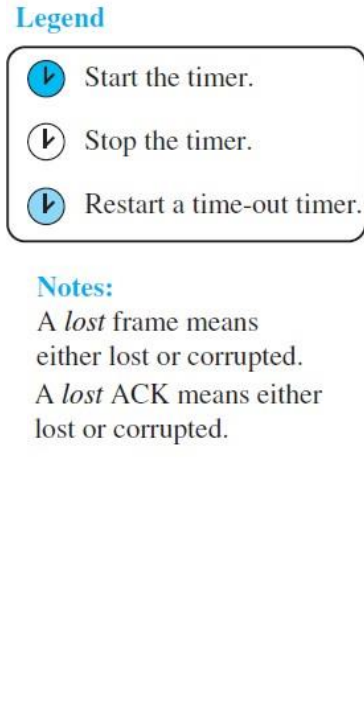 Legend
Start the timer.
Stop the timer.
Restart a time-out timer.
Notes:
A lost frame means
either lost or corrupted.
A lost ACK means either
lost or corrupted.